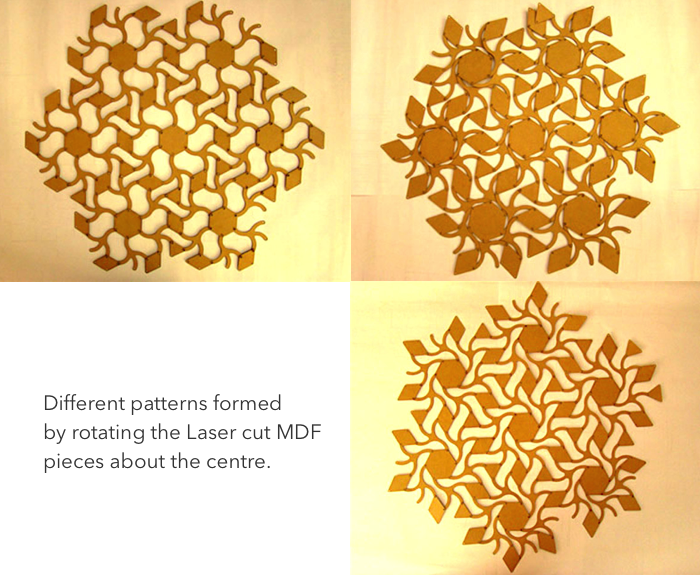 Different patterns formed
by rotating the Laser cut MDF
pieces about the centre.